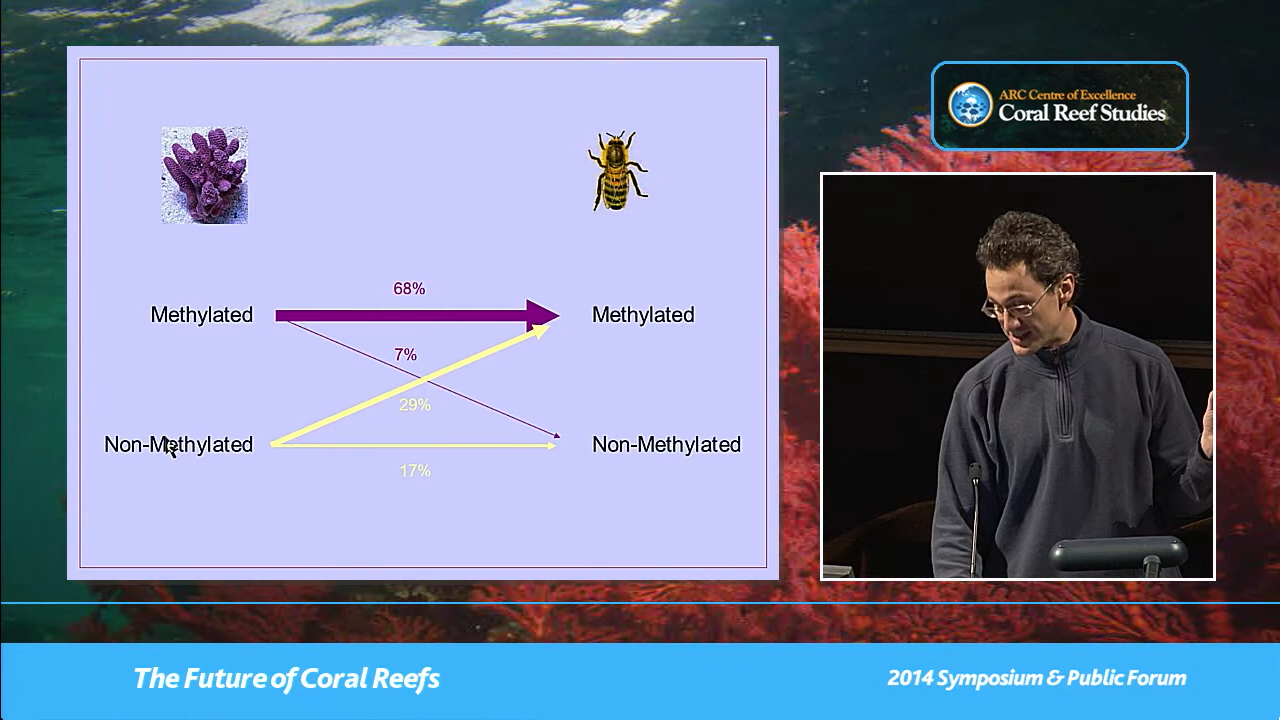 ARC Centre of Excellence
Coral Reef Studies
68%
Methylated
Methylated
7%
29%
Non-Methylated
Non-Methylated
17%
The Future of Coral Reefs
2014 Symposium & Public Forum